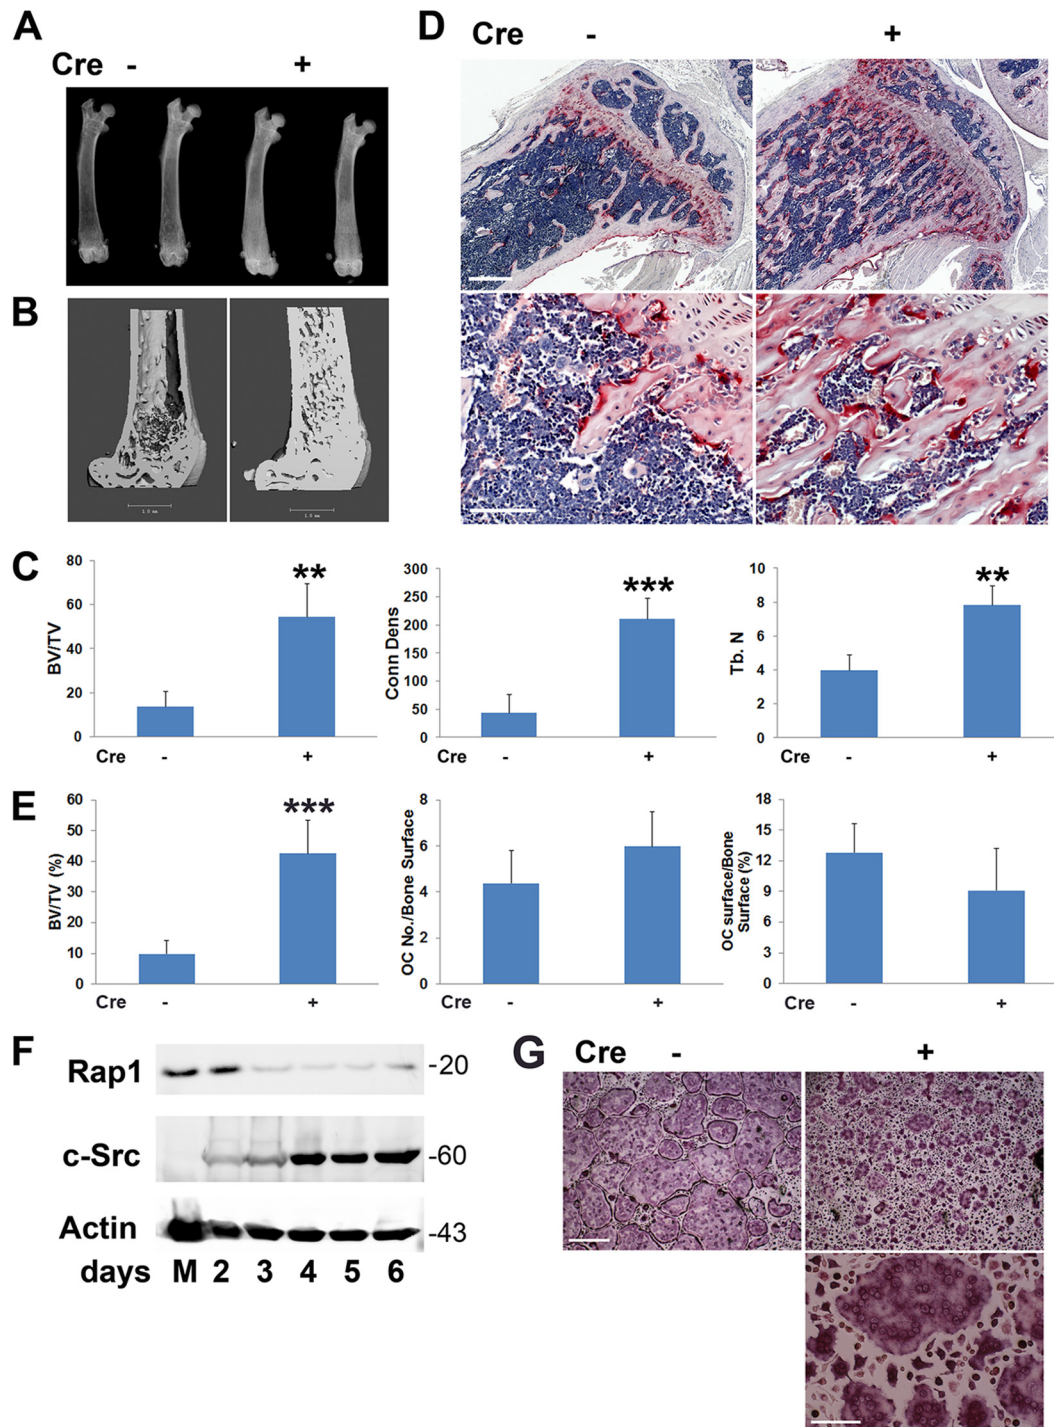 A
Cre - +
B
1.0 mm
1.0 mm
D
Cre - +
C
BV/TV
80
60
40
20
0
Cre - +
**
Conn Dens
300
250
200
150
100
50
0
Cre - +
***
Tb. N
10
8
6
4
2
0
Cre - +
**
E
BV/TV (%)
60
50
40
30
20
10
0
Cre - +
***
OC No./Bone Surface
8
6
4
2
0
Cre - +
OC surface/Bone
Surface (%)
18
15
12
9
6
3
0
Cre - +
F
Rap1 -20
c-Src -60
Actin -43
days M 2 3 4 5 6
G
Cre - +